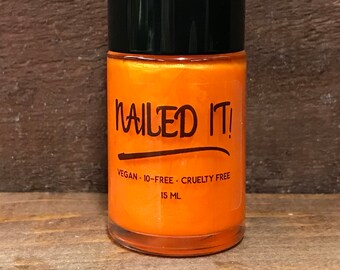 NAILED IT!
VEGAN · 10-FREE · CRUELTY FREE
15 ML